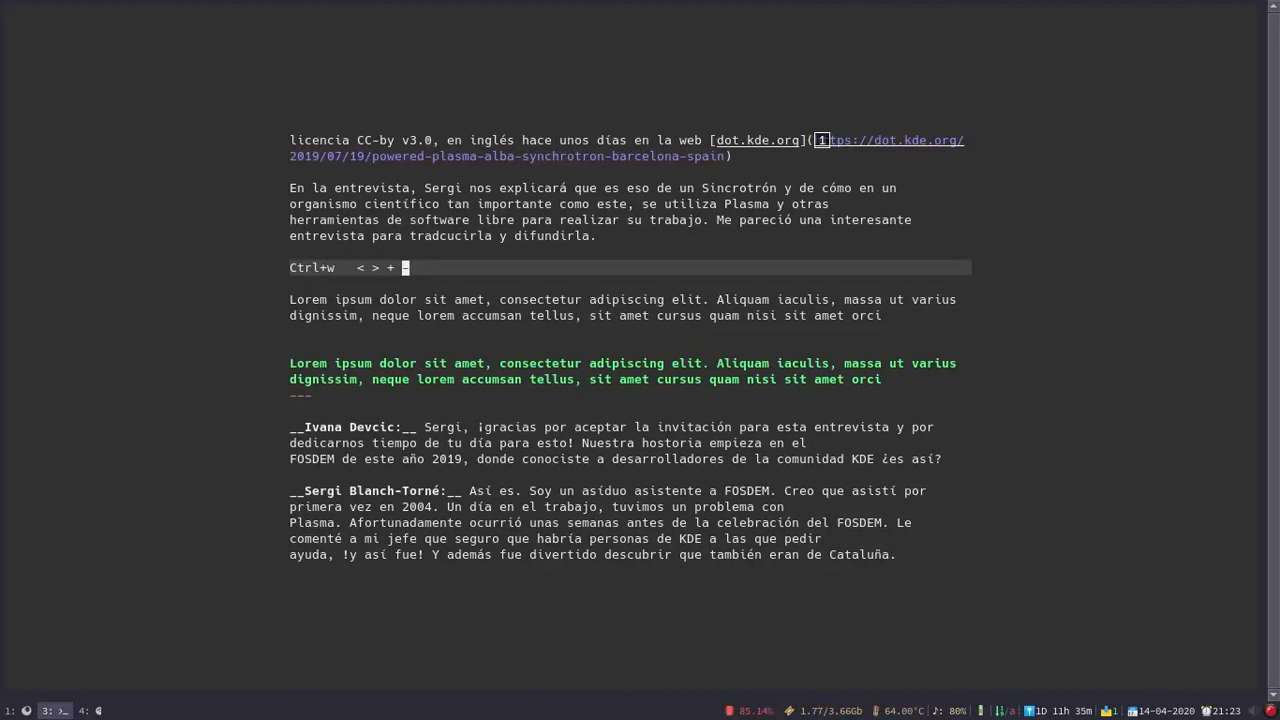 licencia CC-by v3.0, en inglés hace unos días en la web [dot.kde.org]( 1 tps://dot.kde.org/
2019/07/19/powered-plasma-alba-synchrotron-barcelona-spain)
En la entrevista, Sergi nos explicará que es eso de un Sincrotrón y de cómo en un
organismo científico tan importante como este, se utiliza Plasma y otras
herramientas de software libre para realizar su trabajo. Me pareció una interesante
entrevista para tradcucirla y difundirla.
Ctrl+w   < > + -
Lorem ipsum dolor sit amet, consectetur adipiscing elit. Aliquam iaculis, massa ut varius
dignissim, neque lorem accumsan tellus, sit amet cursus quam nisi sit amet orci
Lorem ipsum dolor sit amet, consectetur adipiscing elit. Aliquam iaculis, massa ut varius
dignissim, neque lorem accumsan tellus, sit amet cursus quam nisi sit amet orci
---
__Ivana Devcic:__ Sergi, ¡gracias por aceptar la invitación para esta entrevista y por
dedicarnos tiempo de tu día para esto! Nuestra hostoria empieza en el
FOSDEM de este año 2019, donde conociste a desarrolladores de la comunidad KDE ¿es así?
__Sergi Blanch-Torné:__ Así es. Soy un asíduo asistente a FOSDEM. Creo que asistí por
primera vez en 2004. Un día en el trabajo, tuvimos un problema con
Plasma. Afortunadamente ocurrió unas semanas antes de la celebración del FOSDEM. Le
comenté a mi jefe que seguro que habría personas de KDE a las que pedir
ayuda, !y así fue! Y además fue divertido descubrir que también eran de Cataluña.
1: 3: >_ 4: 85.14% 1.77/3.66Gb 64.00°C ♪: 80% /a 1D 11h 35m 1 14-04-2020 21:23